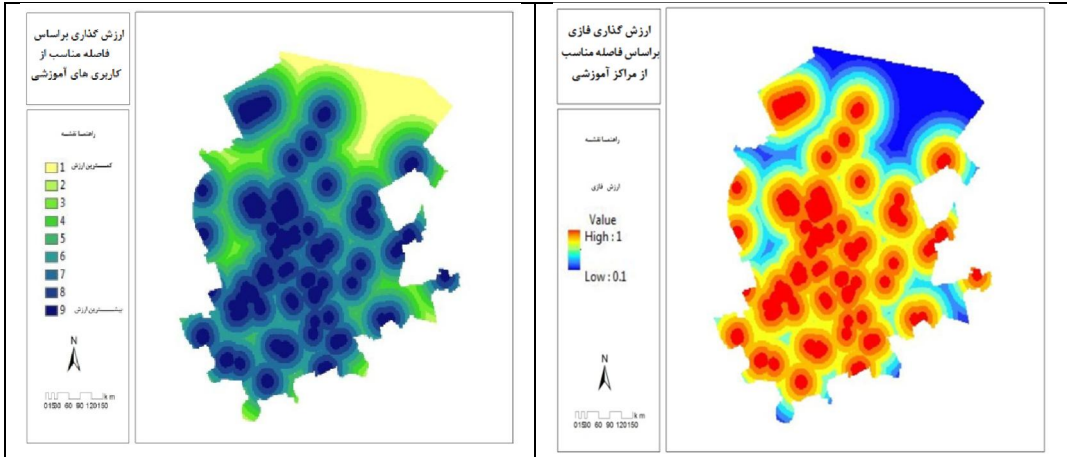 ارزش گذاری براساس
فاصله مناسب از
کاربری های آموزشی
راهنما نقشه
1 کمترین ارزش
2
3
4
5
6
7
8
9 بیشترین ارزش
N
km
ارزش گذاری فازی
براساس فاصله مناسب
از مراکز آموزشی
راهنما نقشه
ارزش فازی
Value
High : 1
Low : 0.1
N
km